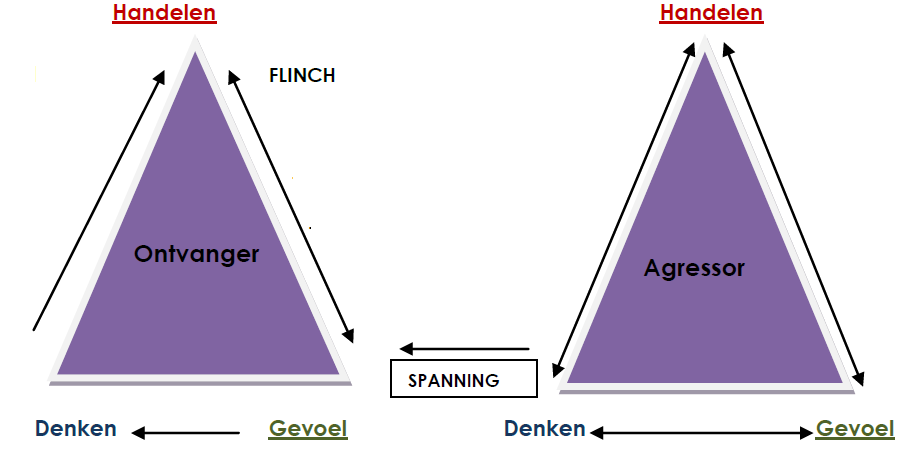 Handelen
Handelen
FLINCH
Ontvanger
Agressor
SPANNING
Denken
Gevoel
Denken
Gevoel